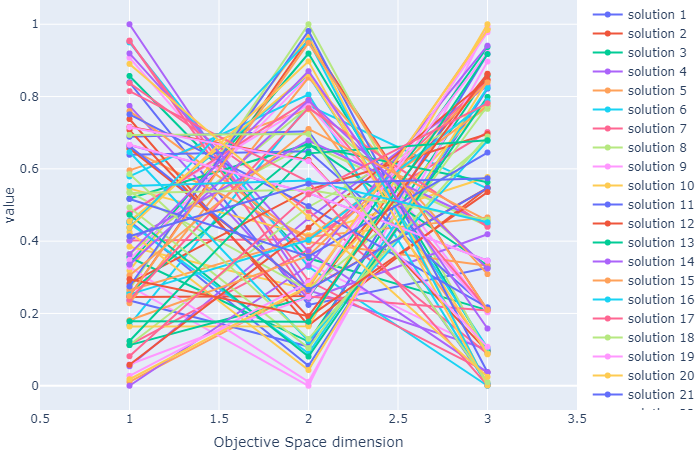 1
0.8
0.6
0.4
0.2
0
value
0.5
1
1.5
2
2.5
3
3.5
Objective Space dimension
solution 1
solution 2
solution 3
solution 4
solution 5
solution 6
solution 7
solution 8
solution 9
solution 10
solution 11
solution 12
solution 13
solution 14
solution 15
solution 16
solution 17
solution 18
solution 19
solution 20
solution 21